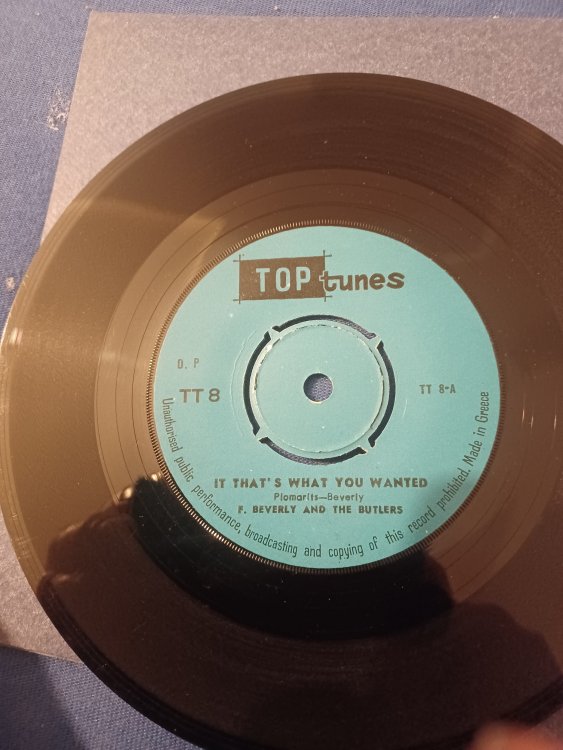 TOP tunes
D. P
TT 8
TT 8-A
IT THAT'S WHAT YOU WANTED
Plomarits—Beverly
F. BEVERLY AND THE BUTLERS
Unauthorised public performance, broadcasting and copying of this record prohibited. Made in Greece